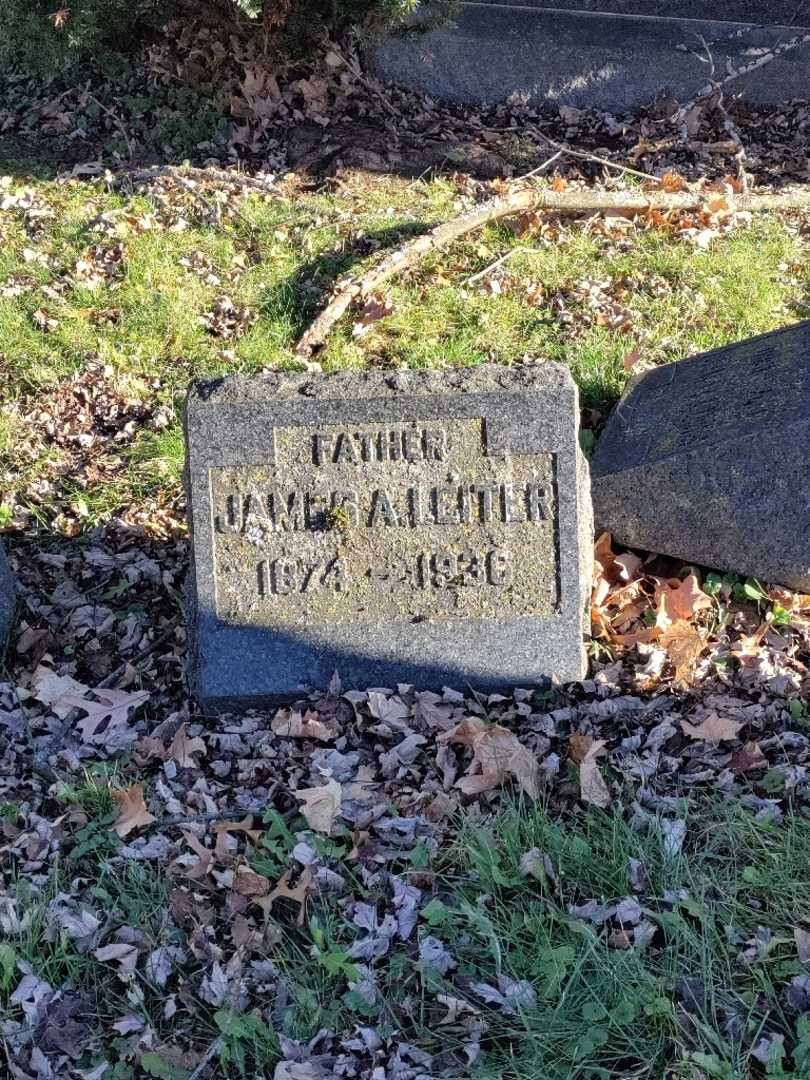 FATHER
JAMES A. LEITER
1874 – 1936